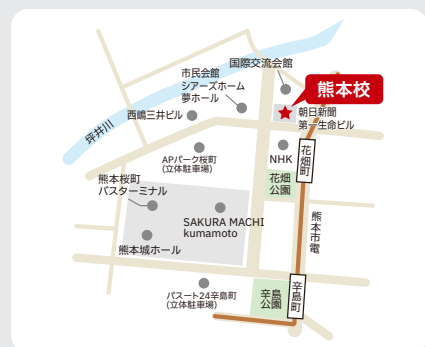 国際交流会館
市民会館
シアーズホーム
夢ホール
熊本校
西嶋三井ビル
朝日新聞
第一生命ビル
坪井川
APパーク桜町
(立体駐車場)
NHK
花畑町
熊本桜町
バスターミナル
花畑
公園
SAKURA MACHI
kumamoto
熊本市電
熊本城ホール
パスート24辛島町
(立体駐車場)
辛島
公園
辛島町